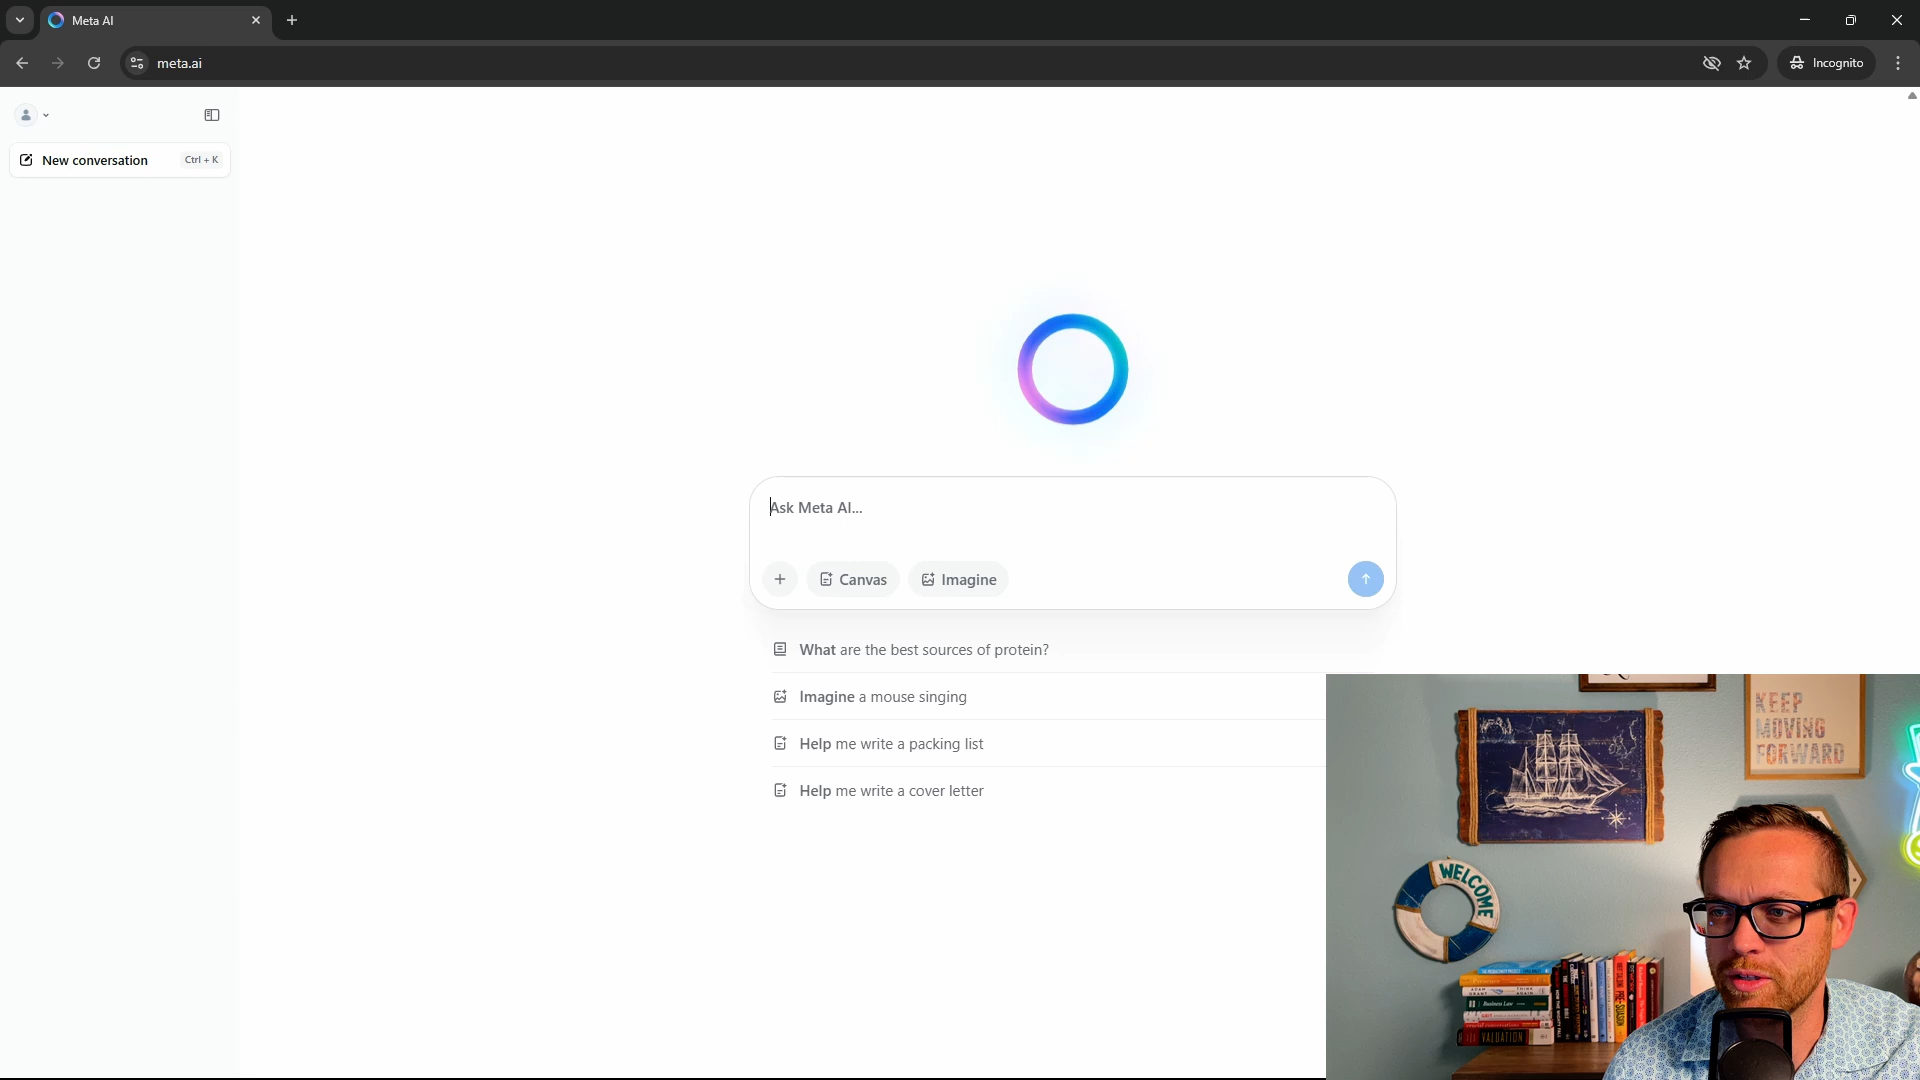 Meta AI
meta.ai
Incognito
New conversation
Ctrl + K
Ask Meta AI...
Canvas
Imagine
What are the best sources of protein?
Imagine a mouse singing
Help me write a packing list
Help me write a cover letter
KEEP
MOVING
FORWARD
WELCOME
Business Law
VALUATION